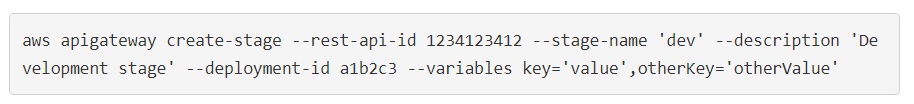 aws apigateway create-stage --rest-api-id 1234123412 --stage-name 'dev' --description 'De
velopment stage' --deployment-id a1b2c3 --variables key='value',otherKey='otherValue'